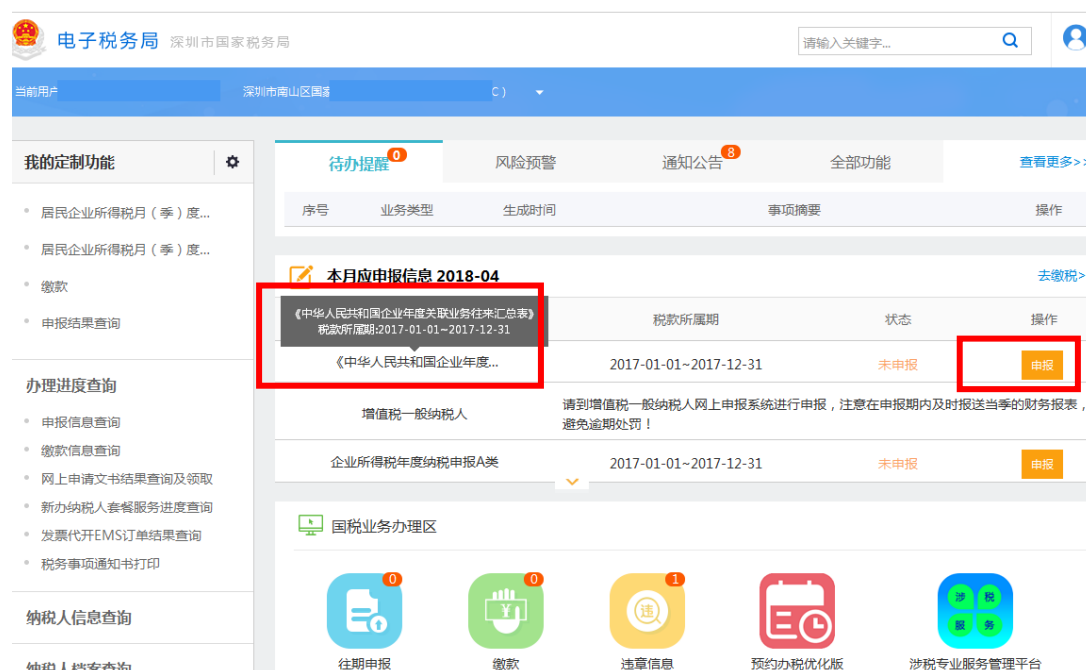 电子税务局 深圳市国家税务局
请输入关键字...
当前用户 深圳市南山区国家 C）
我的定制功能
居民企业所得税月（季）度...
居民企业所得税月（季）度...
缴款
申报结果查询
办理进度查询
申报信息查询
缴款信息查询
网上申请文书结果查询及领取
新办纳税人套餐服务进度查询
发票代开EMS订单结果查询
税务事项通知书打印
纳税人信息查询
纳税人档案查询
待办提醒 0 风险预警 通知公告 8 全部功能 查看更多>>
序号 业务类型 生成时间 事项摘要 操作
本月应申报信息 2018-04 去缴税>
《中华人民共和国企业年度关联业务往来汇总表》
税款所属期:2017-01-01~2017-12-31
税款所属期 状态 操作
《中华人民共和国企业年度... 2017-01-01~2017-12-31 未申报 申报
增值税一般纳税人 请到增值税一般纳税人网上申报系统进行申报，注意在申报期内及时报送当季的财务报表，
避免逾期处罚！
企业所得税年度纳税申报A类 2017-01-01~2017-12-31 未申报 申报
国税业务办理区
0 0 1
¥ 违 涉 税
服 务
往期申报 缴款 违章信息 预约办税优化版 涉税专业服务管理平台